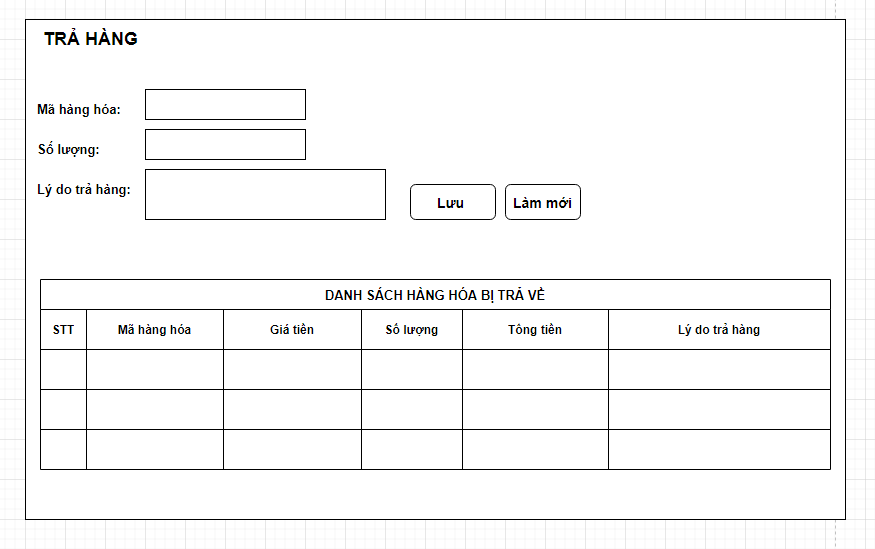 TRẢ HÀNG
Mã hàng hóa:
Số lượng:
Lý do trả hàng:
Lưu
Làm mới
DANH SÁCH HÀNG HÓA BỊ TRẢ VỀ
STT
Mã hàng hóa
Giá tiền
Số lượng
Tổng tiền
Lý do trả hàng